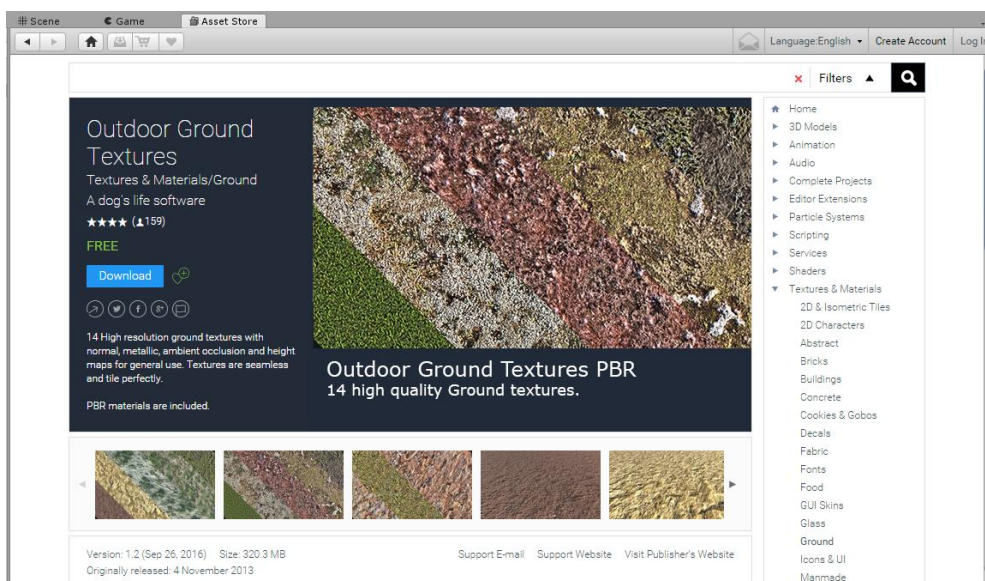 Scene
Game
Asset Store
Language:English
Create Account
Filters
Outdoor Ground
Textures
Textures & Materials/Ground
A dog's life software
★★★★ (159)
FREE
Download
14 High resolution ground textures with
normal, metallic, ambient occlusion and height
maps for general use. Textures are seamless
and tile perfectly.
PBR materials are included.
Outdoor Ground Textures PBR
14 high quality Ground textures.
Version: 1.2 (Sep 26, 2016)
Size: 320.3 MB
Support E-mail
Support Website
Visit Publisher's Website
Originally released: 4 November 2013
Home
3D Models
Animation
Audio
Complete Projects
Editor Extensions
Particle Systems
Scripting
Services
Shaders
Textures & Materials
2D & Isometric Tiles
2D Characters
Abstract
Bricks
Buildings
Concrete
Cookies & Gobos
Decals
Fabric
Fonts
Food
GUI Skins
Glass
Ground
Icons & UI
Manmade